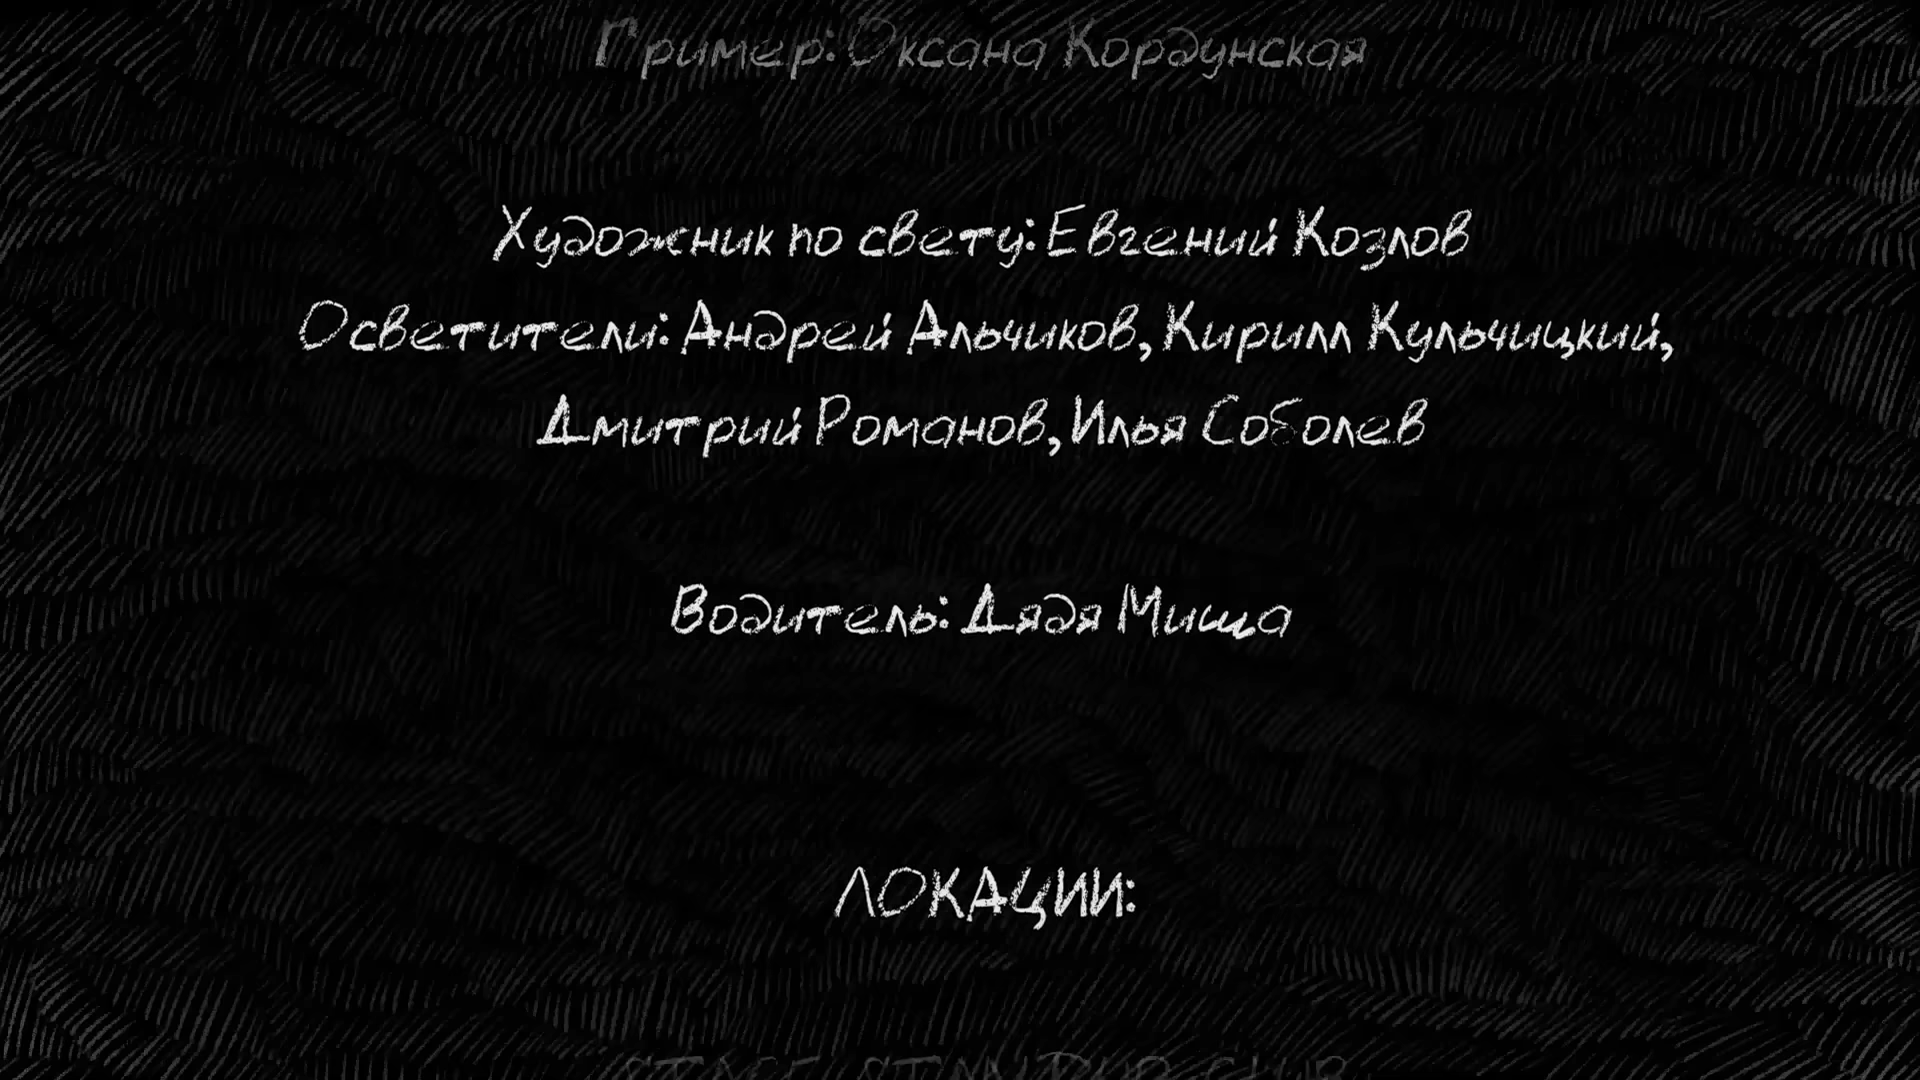 Гример: Оксана Кордунская
Художник по свету: Евгений Козлов
Осветители: Андрей Альчиков, Кирилл Кульчицкий,
Дмитрий Романов, Илья Соболев
Водитель: Дядя Миша
ЛОКАЦИИ: